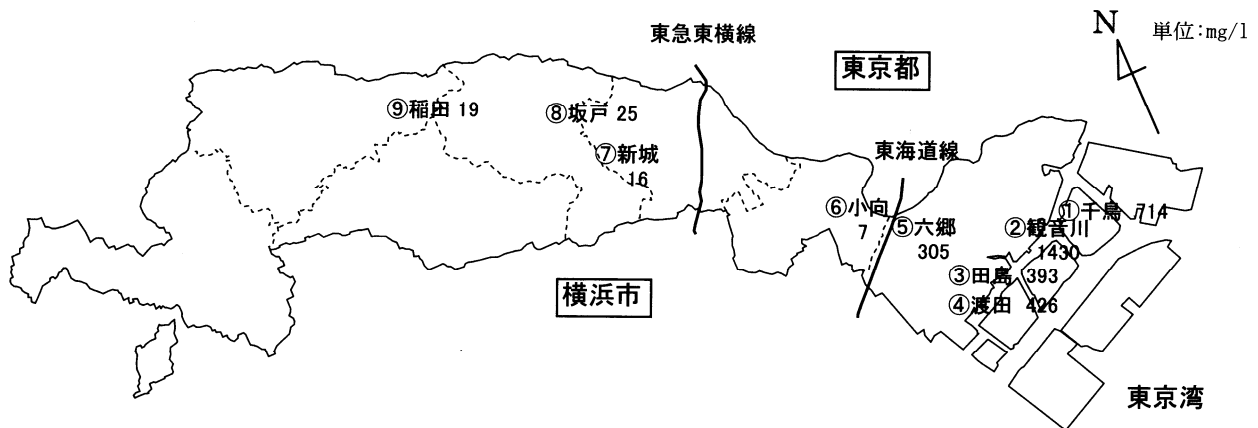 N
単位:mg/l
東急東横線
東京都
⑨稲田 19
⑧坂戸 25
⑦新城
16
東海道線
⑥小向
7
⑤六郷
305
①千鳥 714
②観音川
1430
③田島 393
④渡田 426
横浜市
東京湾